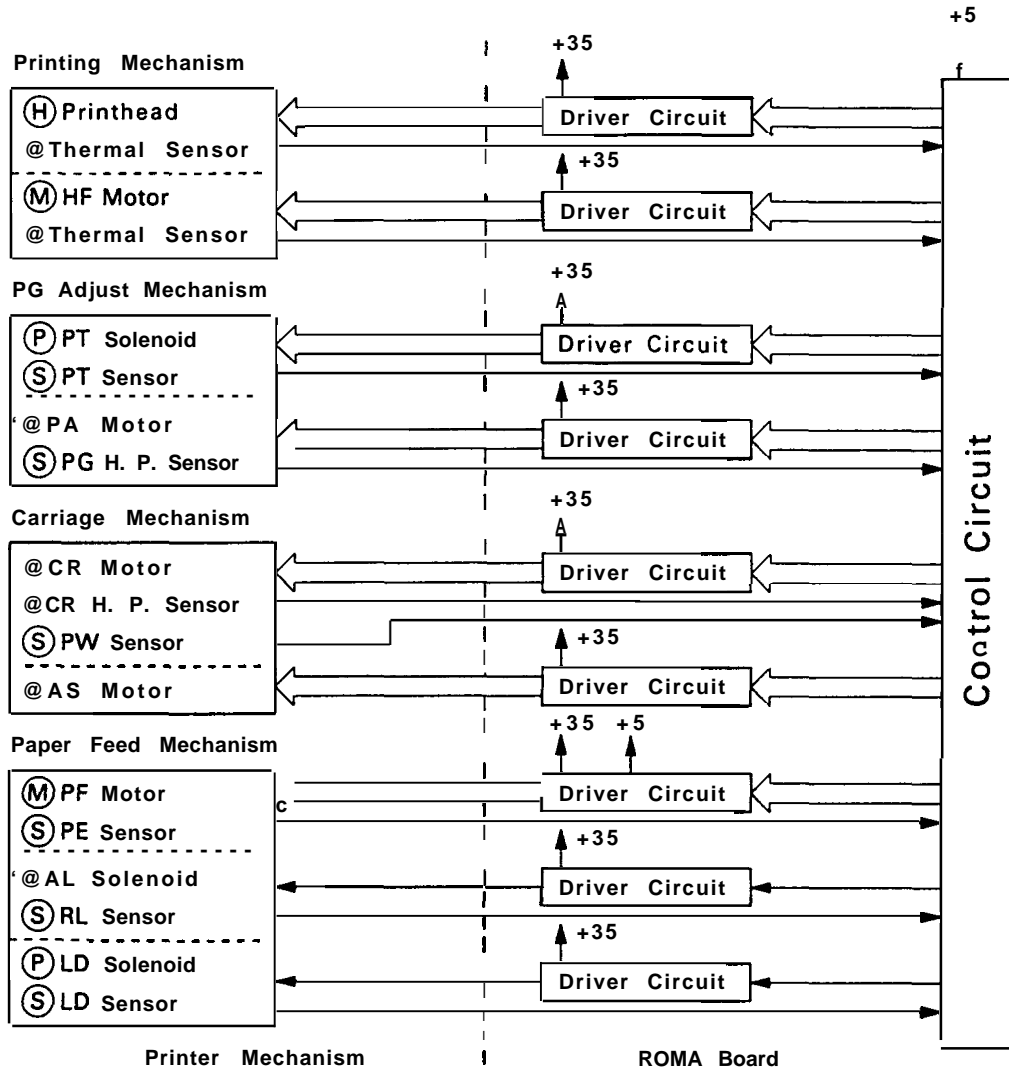 +5
+35
Printing Mechanism
f
H Printhead
Driver Circuit
@Thermal Sensor
+35
M HF Motor
Driver Circuit
@Thermal Sensor
+35
PG Adjust Mechanism
A
P PT Solenoid
Driver Circuit
S PT Sensor
+35
'@PA Motor
Driver Circuit
S PG H. P. Sensor
+35
Carriage Mechanism
A
@CR Motor
Driver Circuit
@CR H. P. Sensor
S PW Sensor
+35
@AS Motor
Driver Circuit
Control Circuit
+35 +5
Paper Feed Mechanism
M PF Motor
Driver Circuit
c
S PE Sensor
+35
'@AL Solenoid
Driver Circuit
S RL Sensor
+35
P LD Solenoid
Driver Circuit
S LD Sensor
Printer Mechanism
ROMA Board